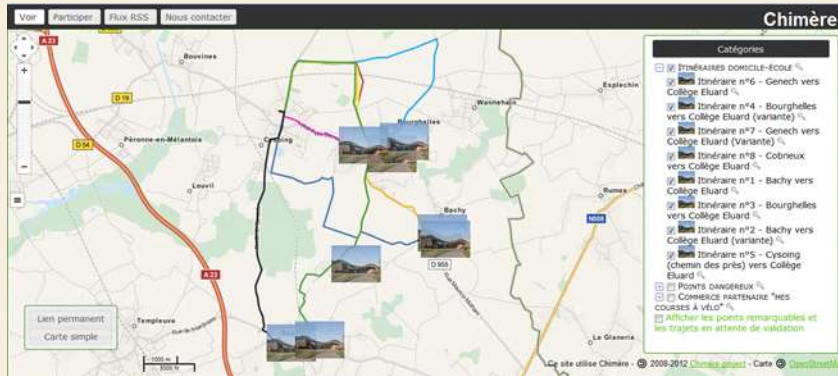 Voir Participer Flux RSS Nous contacter
Chimère
A 23
Bouvines
D 19
Péronne-en-Mélantois
D 54
Louvil
Cysoing
Bourghelles
Wannehain
Esplechin
Rumes
N508
Bachy
D 955
A 23
Templeuve
La Glanerie
Lien permanent
Carte simple
1000 m
5000 ft
Catégories
ITINÉRAIRES DOMICILE-ÉCOLE
Itinéraire n°6 - Genech vers
Collège Eluard
Itinéraire n°4 - Bourghelles
vers Collège Eluard (variante)
Itinéraire n°7 - Genech vers
Collège Eluard (Variante)
Itinéraire n°8 - Cobrieux
vers Collège Eluard
Itinéraire n°1 - Bachy vers
Collège Eluard
Itinéraire n°3 - Bourghelles
vers Collège Eluard
Itinéraire n°2 - Bachy vers
Collège Eluard (variante)
Itinéraire n°5 - Cysoing
(chemin des près) vers Collège
Eluard
POINTS DANGEREUX
COMMERCE PARTENAIRE "MES
COURSES À VÉLO"
Afficher les points remarquables et
les trajets en attente de validation
Ce site utilise Chimère - © 2008-2012 Chimère project - Carte © OpenStreetM